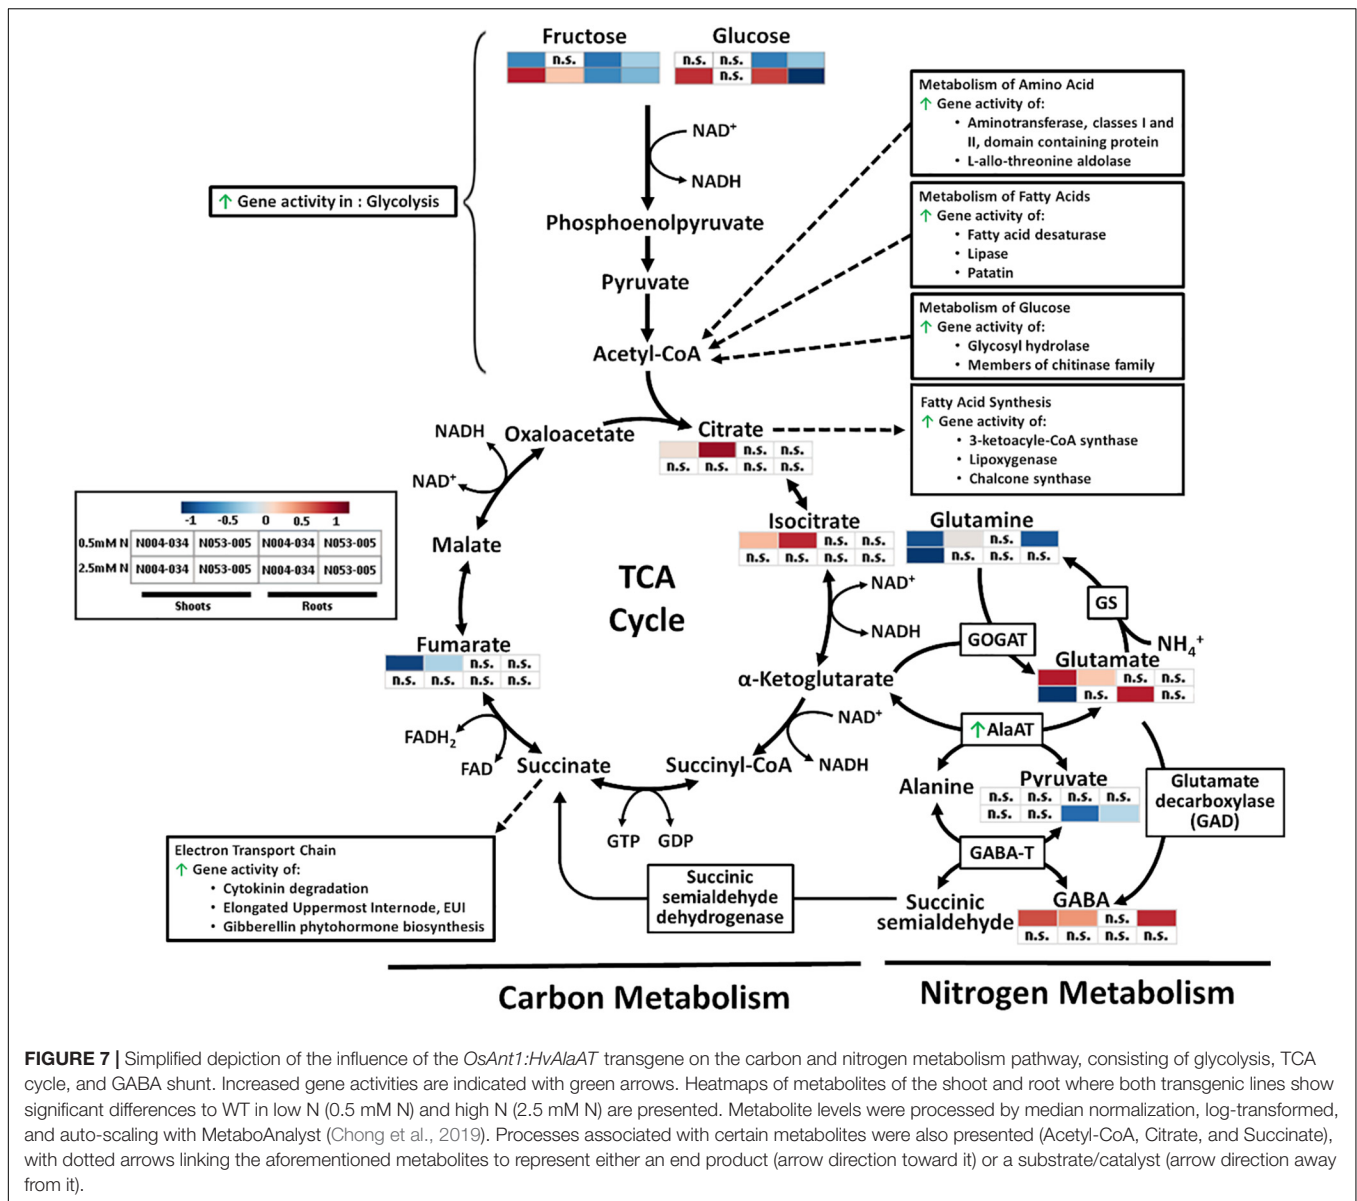 Fructose
Glucose
n.s.
n.s. n.s.
n.s.
NAD+
NADH
↑ Gene activity in : Glycolysis
Phosphoenolpyruvate
Pyruvate
Acetyl-CoA
Metabolism of Amino Acid
↑ Gene activity of:
• Aminotransferase, classes I and
II, domain containing protein
• L-allo-threonine aldolase
Metabolism of Fatty Acids
↑ Gene activity of:
• Fatty acid desaturase
• Lipase
• Patatin
Metabolism of Glucose
↑ Gene activity of:
• Glycosyl hydrolase
• Members of chitinase family
Fatty Acid Synthesis
↑ Gene activity of:
• 3-ketoacyle-CoA synthase
• Lipoxygenase
• Chalcone synthase
NADH
NAD+
Oxaloacetate
Citrate
n.s. n.s.
n.s. n.s. n.s. n.s.
-1 -0.5 0 0.5 1
0.5mM N N004-034 N053-005 N004-034 N053-005
2.5mM N N004-034 N053-005 N004-034 N053-005
Shoots Roots
Malate
TCA
Cycle
Isocitrate
n.s. n.s.
n.s. n.s. n.s. n.s.
Glutamine
n.s.
n.s. n.s. n.s.
NAD+
NADH
GS
GOGAT
NH4+
Fumarate
n.s. n.s.
n.s. n.s. n.s. n.s.
α-Ketoglutarate
Glutamate
n.s. n.s.
n.s. n.s.
NAD+
NADH
↑AlaAT
FADH2
FAD
Succinate
Succinyl-CoA
GTP
GDP
Alanine
Pyruvate
n.s. n.s. n.s. n.s.
n.s. n.s.
Glutamate
decarboxylase
(GAD)
GABA-T
Electron Transport Chain
↑ Gene activity of:
• Cytokinin degradation
• Elongated Uppermost Internode, EUI
• Gibberellin phytohormone biosynthesis
Succinic
semialdehyde
dehydrogenase
Succinic
semialdehyde
GABA
n.s.
n.s. n.s. n.s. n.s.
Carbon Metabolism
Nitrogen Metabolism
FIGURE 7 | Simplified depiction of the influence of the OsAnt1:HvAlaAT transgene on the carbon and nitrogen metabolism pathway, consisting of glycolysis, TCA
cycle, and GABA shunt. Increased gene activities are indicated with green arrows. Heatmaps of metabolites of the shoot and root where both transgenic lines show
significant differences to WT in low N (0.5 mM N) and high N (2.5 mM N) are presented. Metabolite levels were processed by median normalization, log-transformed,
and auto-scaling with MetaboAnalyst (Chong et al., 2019). Processes associated with certain metabolites were also presented (Acetyl-CoA, Citrate, and Succinate),
with dotted arrows linking the aforementioned metabolites to represent either an end product (arrow direction toward it) or a substrate/catalyst (arrow direction away
from it).